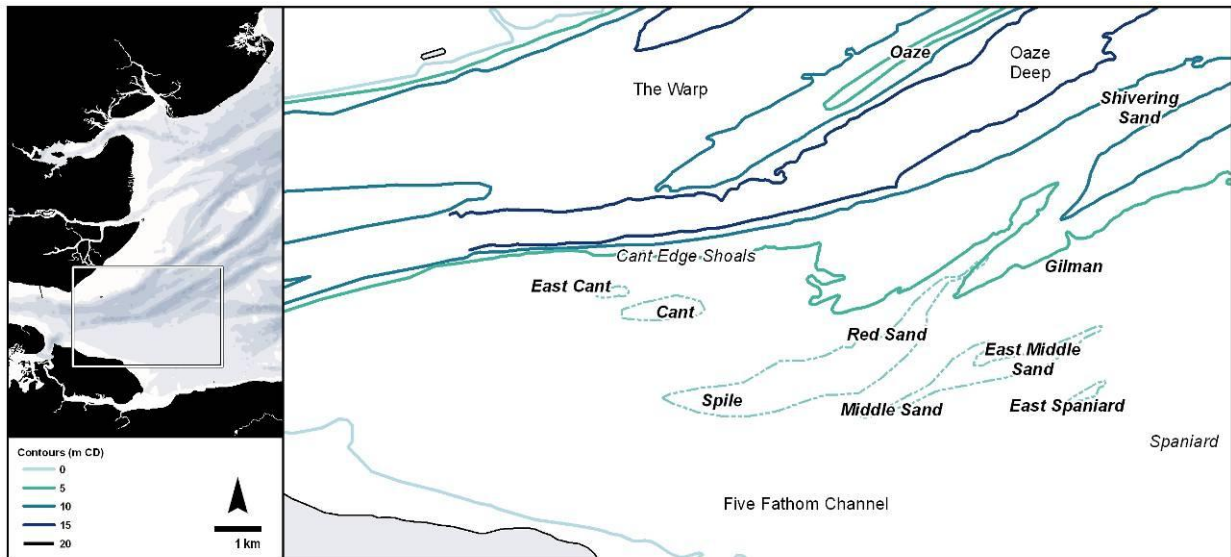 Contours (m CD)
0
5
10
15
20
1 km
The Warp
Oaze
Oaze
Deep
Shivering
Sand
Cant Edge Shoals
Gilman
East Cant
Cant
Red Sand
East Middle
Sand
Spile
Middle Sand
East Spaniard
Spaniard
Five Fathom Channel